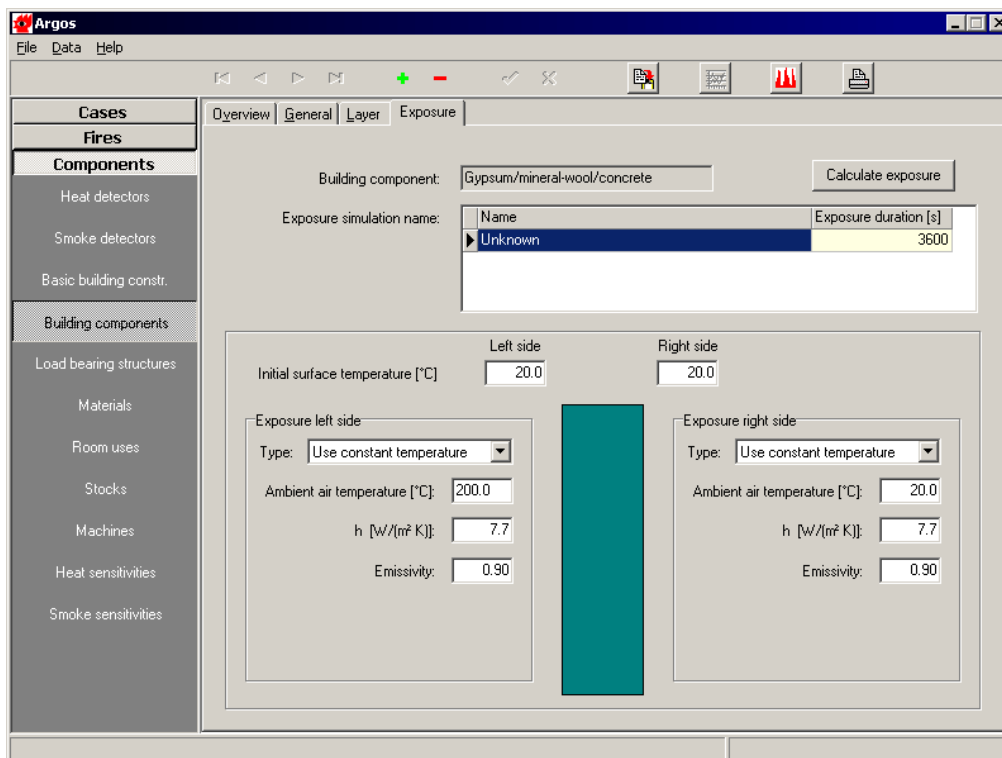 Argos
File Data Help
Cases
Fires
Components
Heat detectors
Smoke detectors
Basic building constr.
Building components
Load bearing structures
Materials
Room uses
Stocks
Machines
Heat sensitivities
Smoke sensitivities
Overview General Layer Exposure
Building component: Gypsum/mineral-wool/concrete Calculate exposure
Exposure simulation name: Name Exposure duration [s]
Unknown 3600
Left side Right side
Initial surface temperature [°C] 20.0 20.0
Exposure left side
Type: Use constant temperature
Ambient air temperature [°C]: 200.0
h [W/(m² K)]: 7.7
Emissivity: 0.90
Exposure right side
Type: Use constant temperature
Ambient air temperature [°C]: 20.0
h [W/(m² K)]: 7.7
Emissivity: 0.90